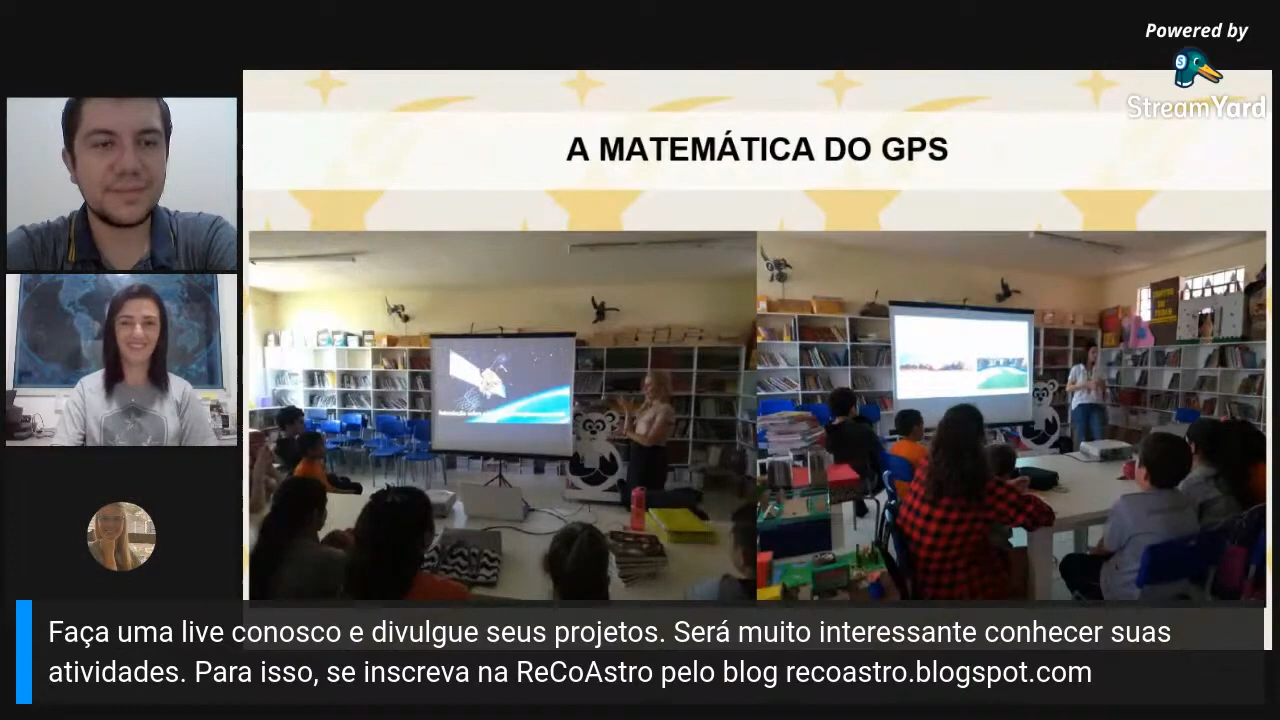 Powered by
StreamYard
A MATEMÁTICA DO GPS
Faça uma live conosco e divulgue seus projetos. Será muito interessante conhecer suas
atividades. Para isso, se inscreva na ReCoAstro pelo blog recoastro.blogspot.com